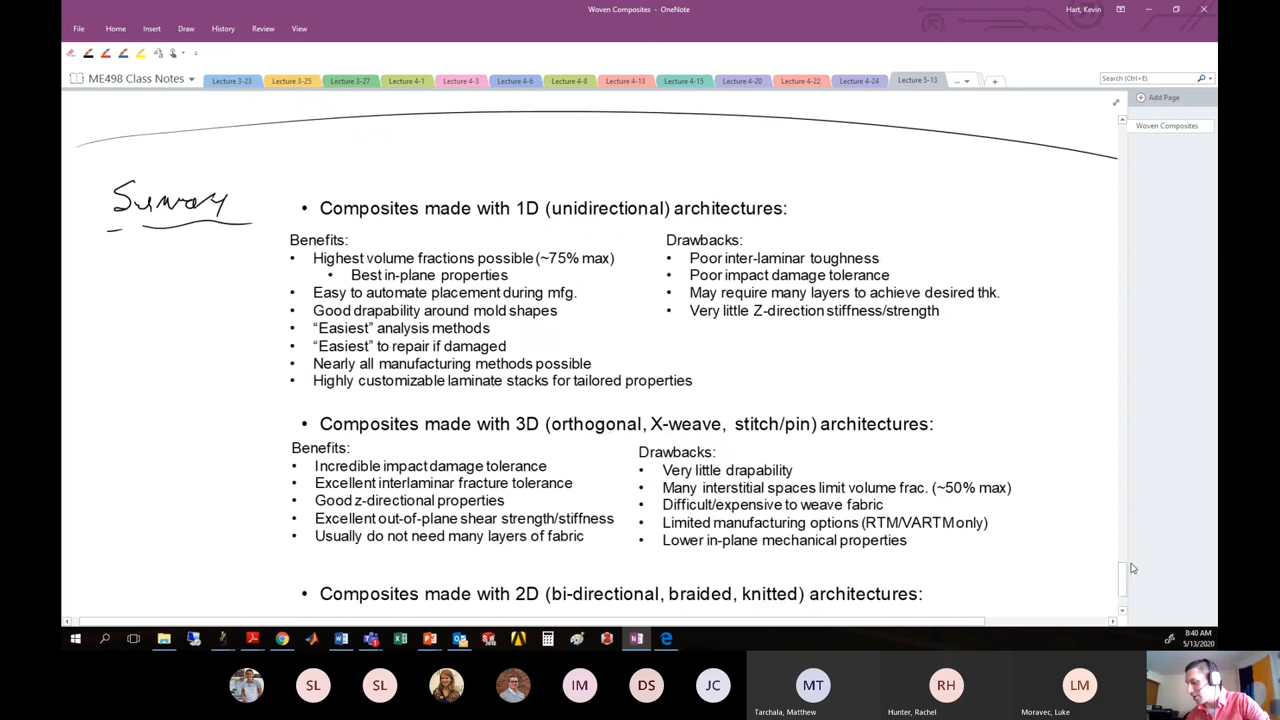 Woven Composites - OneNote
Hart, Kevin
File Home Insert Draw History Review View
ME498 Class Notes
Lecture 3-23 Lecture 3-25 Lecture 3-27 Lecture 4-1 Lecture 4-3 Lecture 4-6 Lecture 4-8 Lecture 4-13 Lecture 4-15 Lecture 4-20 Lecture 4-22 Lecture 4-24 Lecture 5-13
Search (Ctrl+E)
Add Page
Woven Composites
• Composites made with 1D (unidirectional) architectures:
Benefits:
• Highest volume fractions possible (~75% max)
• Best in-plane properties
• Easy to automate placement during mfg.
• Good drapability around mold shapes
• “Easiest” analysis methods
• “Easiest” to repair if damaged
• Nearly all manufacturing methods possible
• Highly customizable laminate stacks for tailored properties
Drawbacks:
• Poor inter-laminar toughness
• Poor impact damage tolerance
• May require many layers to achieve desired thk.
• Very little Z-direction stiffness/strength
• Composites made with 3D (orthogonal, X-weave, stitch/pin) architectures:
Benefits:
• Incredible impact damage tolerance
• Excellent interlaminar fracture tolerance
• Good z-directional properties
• Excellent out-of-plane shear strength/stiffness
• Usually do not need many layers of fabric
Drawbacks:
• Very little drapability
• Many interstitial spaces limit volume frac. (~50% max)
• Difficult/expensive to weave fabric
• Limited manufacturing options (RTM/VARTM only)
• Lower in-plane mechanical properties
• Composites made with 2D (bi-directional, braided, knitted) architectures:
8:40 AM
5/13/2020
SL SL IM DS JC MT RH LM
Tarchala, Matthew Hunter, Rachel Moravec, Luke